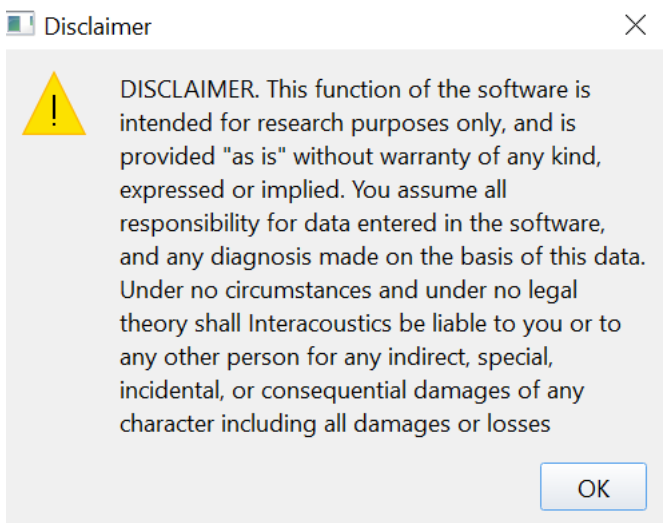 Disclaimer
DISCLAIMER. This function of the software is
intended for research purposes only, and is
provided "as is" without warranty of any kind,
expressed or implied. You assume all
responsibility for data entered in the software,
and any diagnosis made on the basis of this data.
Under no circumstances and under no legal
theory shall Interacoustics be liable to you or to
any other person for any indirect, special,
incidental, or consequential damages of any
character including all damages or losses
OK